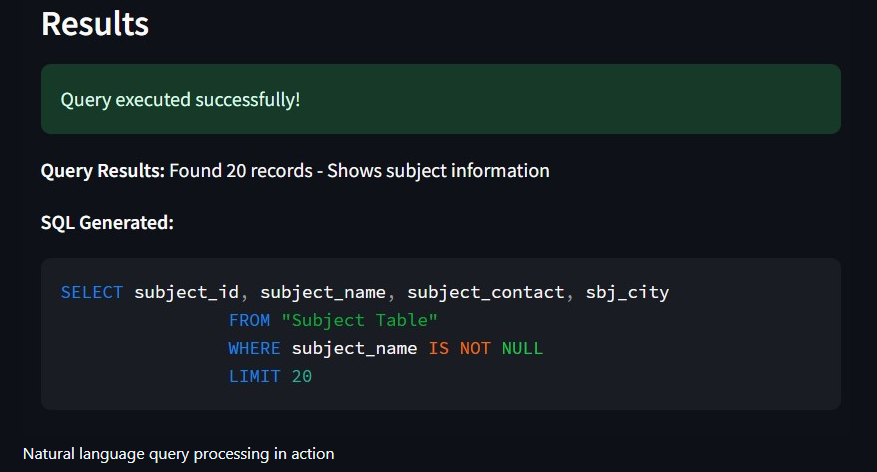 Results
Query executed successfully!
Query Results: Found 20 records - Shows subject information
SQL Generated:
SELECT subject_id, subject_name, subject_contact, sbj_city
FROM "Subject Table"
WHERE subject_name IS NOT NULL
LIMIT 20
Natural language query processing in action